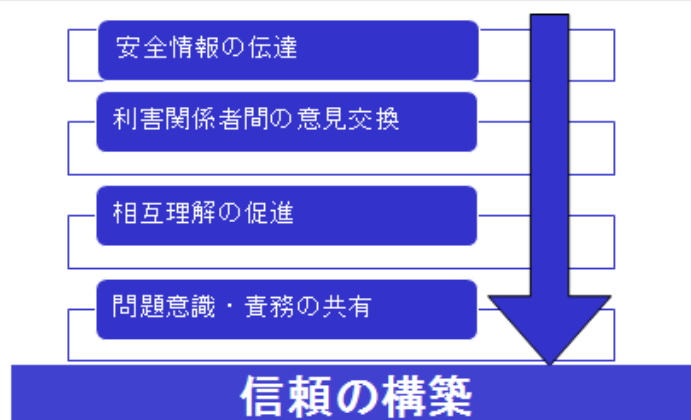 安全情報の伝達
利害関係者間の意見交換
相互理解の促進
問題意識・責務の共有
信頼の構築